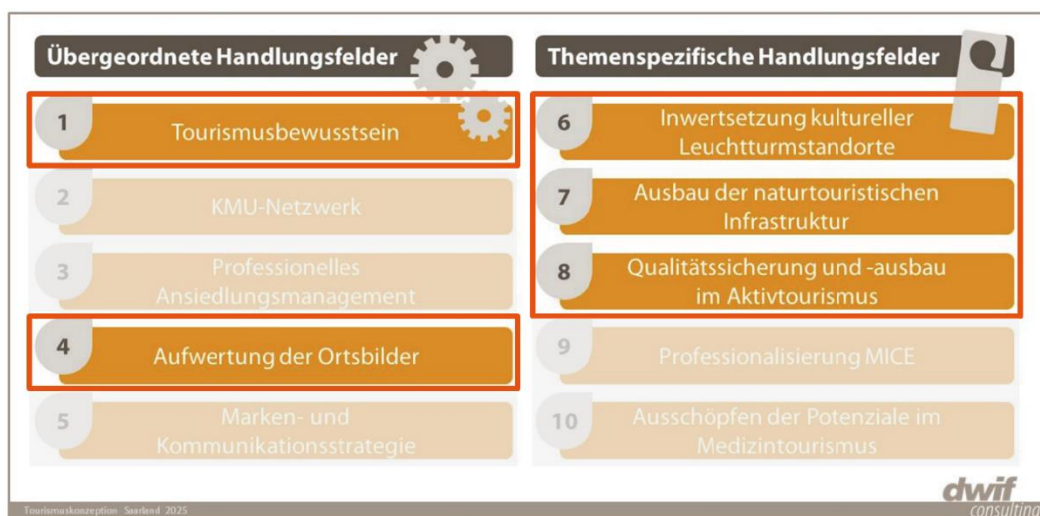 Übergeordnete Handlungsfelder
1
Tourismusbewusstsein
2
KMU-Netzwerk
3
Professionelles
Ansiedlungsmanagement
4
Aufwertung der Ortsbilder
5
Marken- und
Kommunikationsstrategie
Themenspezifische Handlungsfelder
6
Inwertsetzung kultureller
Leuchtturmstandorte
7
Ausbau der naturtouristischen
Infrastruktur
8
Qualitätssicherung und -ausbau
im Aktivtourismus
9
Professionalisierung MICE
10
Ausschöpfen der Potenziale im
Medizintourismus
Tourismuskonzeption Saarland 2025
dwif
consulting